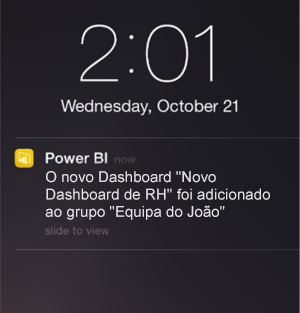 2:01
Wednesday, October 21
Power BI now
O novo Dashboard "Novo
Dashboard de RH" foi adicionado
ao grupo "Equipa do João"
slide to view